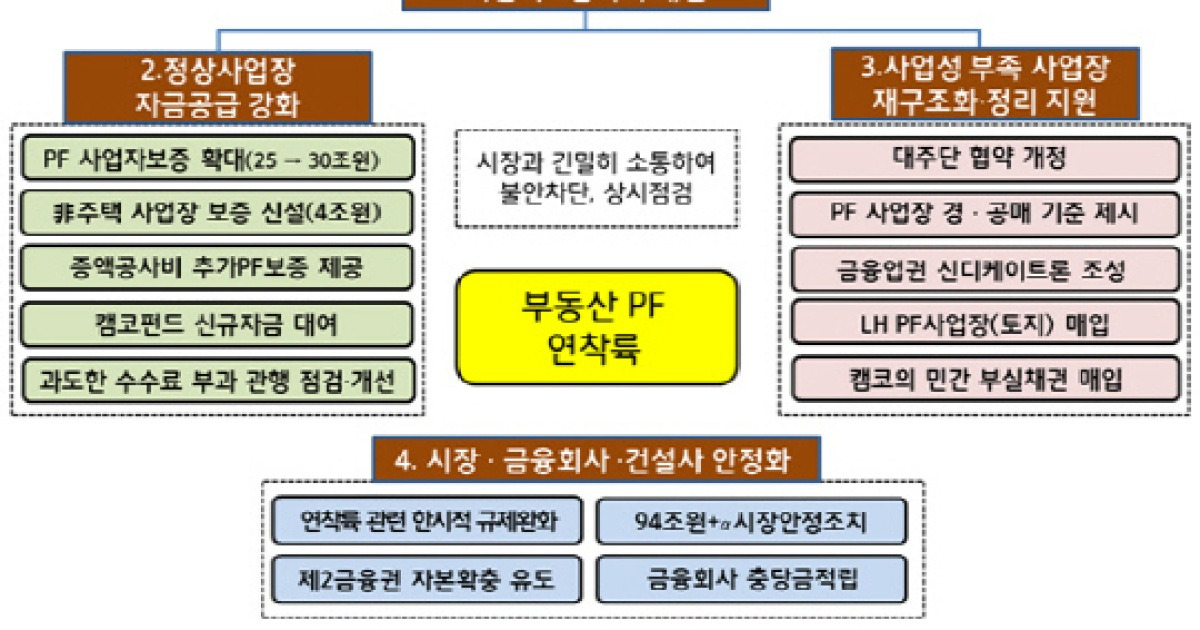 2.정상사업장
자금공급 강화
PF 사업자보증 확대(25 → 30조원)
非주택 사업장 보증 신설(4조원)
증액공사비 추가PF보증 제공
캠코펀드 신규자금 대여
과도한 수수료 부과 관행 점검·개선
시장과 긴밀히 소통하여
불안차단, 상시점검
부동산 PF
연착륙
3.사업성 부족 사업장
재구조화·정리 지원
대주단 협약 개정
PF 사업장 경·공매 기준 제시
금융업권 신디케이트론 조성
LH PF사업장(토지) 매입
캠코의 민간 부실채권 매입
4. 시장·금융회사·건설사 안정화
연착륙 관련 한시적 규제완화
94조원+α 시장안정조치
제2금융권 자본확충 유도
금융회사 충당금적립